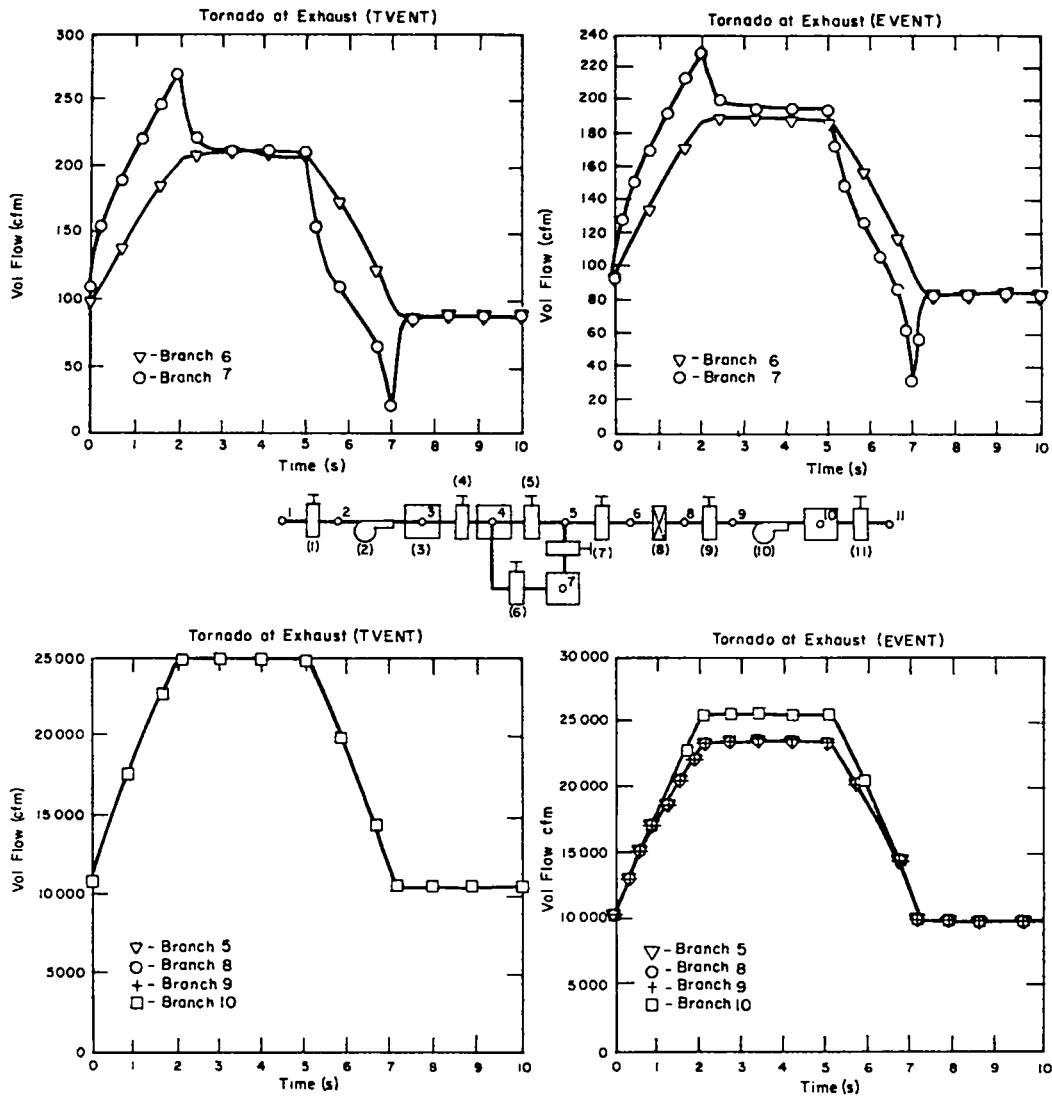 Tornado at Exhaust (TVENT)
300
250
200
150
100
50
0
Vol Flow (cfm)
▽ - Branch 6
○ - Branch 7
0 1 2 3 4 5 6 7 8 9 10
Time (s)
Tornado at Exhaust (EVENT)
240
220
200
180
160
140
120
100
80
60
40
20
0
Vol Flow (cfm)
▽ - Branch 6
○ - Branch 7
0 1 2 3 4 5 6 7 8 9 10
Time (s)
(4) (5)
1 2 3 4 5 6 8 9 10 11
(1) (2) (3) (7) (8) (9) (10) (11)
7
(6)
Tornado at Exhaust (TVENT)
25 000
20 000
15 000
10 000
5000
0
Vol Flow (cfm)
▽ - Branch 5
○ - Branch 8
+ - Branch 9
□ - Branch 10
0 1 2 3 4 5 6 7 8 9 10
Time (s)
Tornado at Exhaust (EVENT)
30 000
25 000
20 000
15 000
10 000
5 000
0
Vol Flow cfm
▽ - Branch 5
○ - Branch 8
+ - Branch 9
□ - Branch 10
0 1 2 3 4 5 6 7 8 9 10
Time (s)